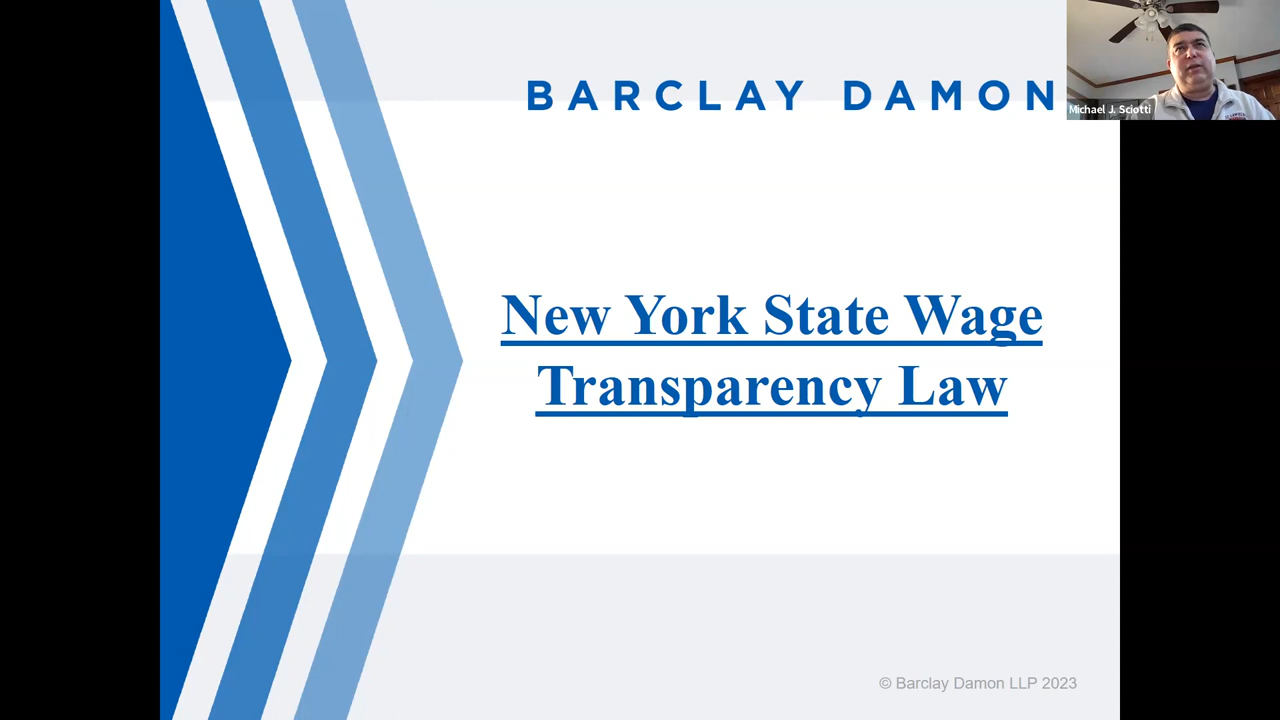 BARCLAY DAMON
Michael J. Sciotti
New York State Wage
Transparency Law
© Barclay Damon LLP 2023